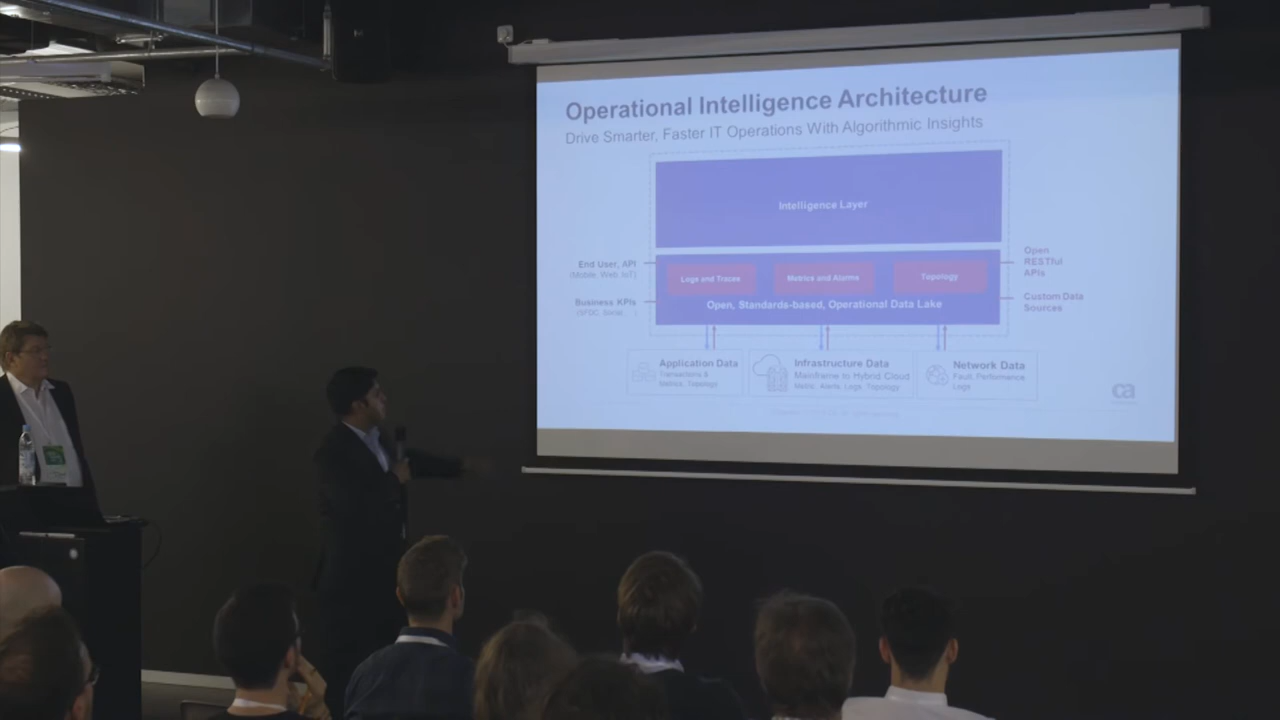 Operational Intelligence Architecture
Drive Smarter, Faster IT Operations With Algorithmic Insights
Intelligence Layer
End User, API
(Mobile, Web, IoT)
Business KPIs
Logs and Traces
Metrics and Alarms
Topology
Open, Standards-based, Operational Data Lake
Open
RESTful
APIs
Custom Data
Sources
Application Data
Transactions &
Metrics, Topology
Infrastructure Data
Mainframe to Hybrid Cloud
Metric, Alerts, Logs, Topology
Network Data
Fault, Performance
Logs
ca